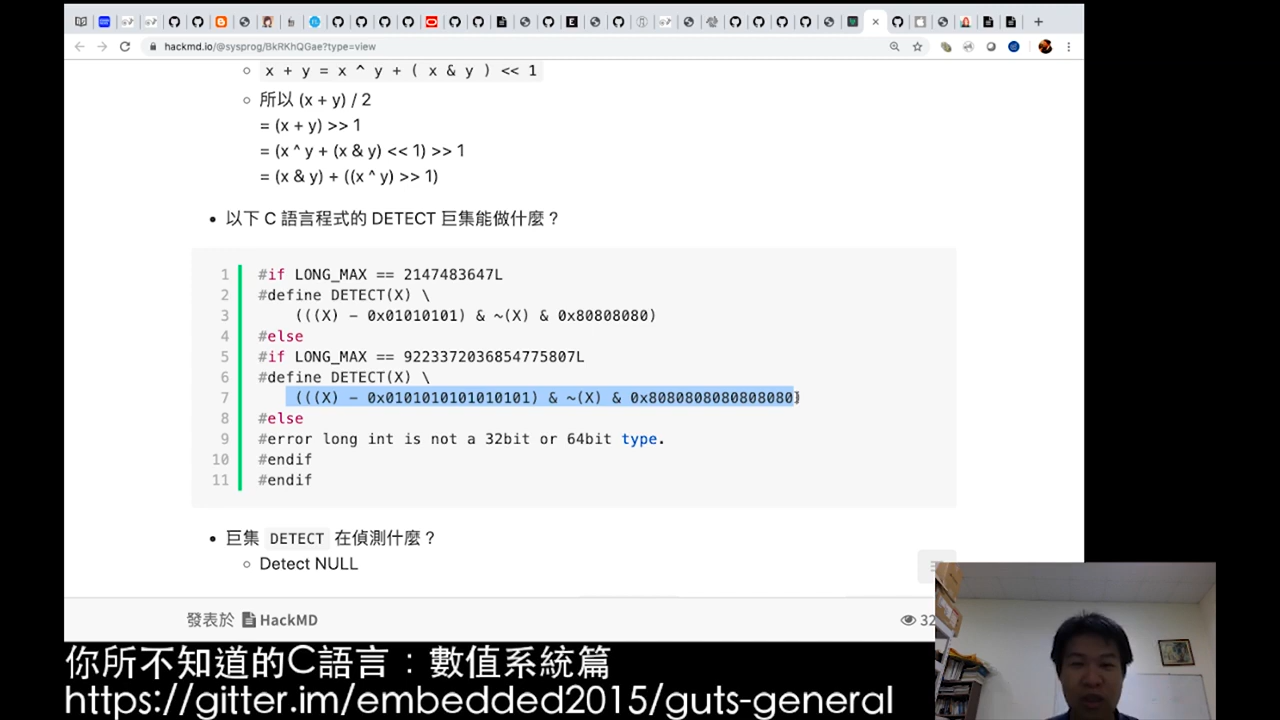 hackmd.io/@sysprog/BkRKhQGae?type=view
x + y = x ^ y + ( x & y ) << 1
所以 (x + y) / 2
= (x + y) >> 1
= (x ^ y + (x & y) << 1) >> 1
= (x & y) + ((x ^ y) >> 1)
以下 C 語言程式的 DETECT 巨集能做什麼？
1 #if LONG_MAX == 2147483647L
2 #define DETECT(X) \
3 (((X) - 0x01010101) & ~(X) & 0x80808080)
4 #else
5 #if LONG_MAX == 9223372036854775807L
6 #define DETECT(X) \
7 (((X) - 0x0101010101010101) & ~(X) & 0x8080808080808080)
8 #else
9 #error long int is not a 32bit or 64bit type.
10 #endif
11 #endif
巨集 DETECT 在偵測什麼？
Detect NULL
發表於 HackMD
32
你所不知道的C語言：數值系統篇
https://gitter.im/embedded2015/guts-general